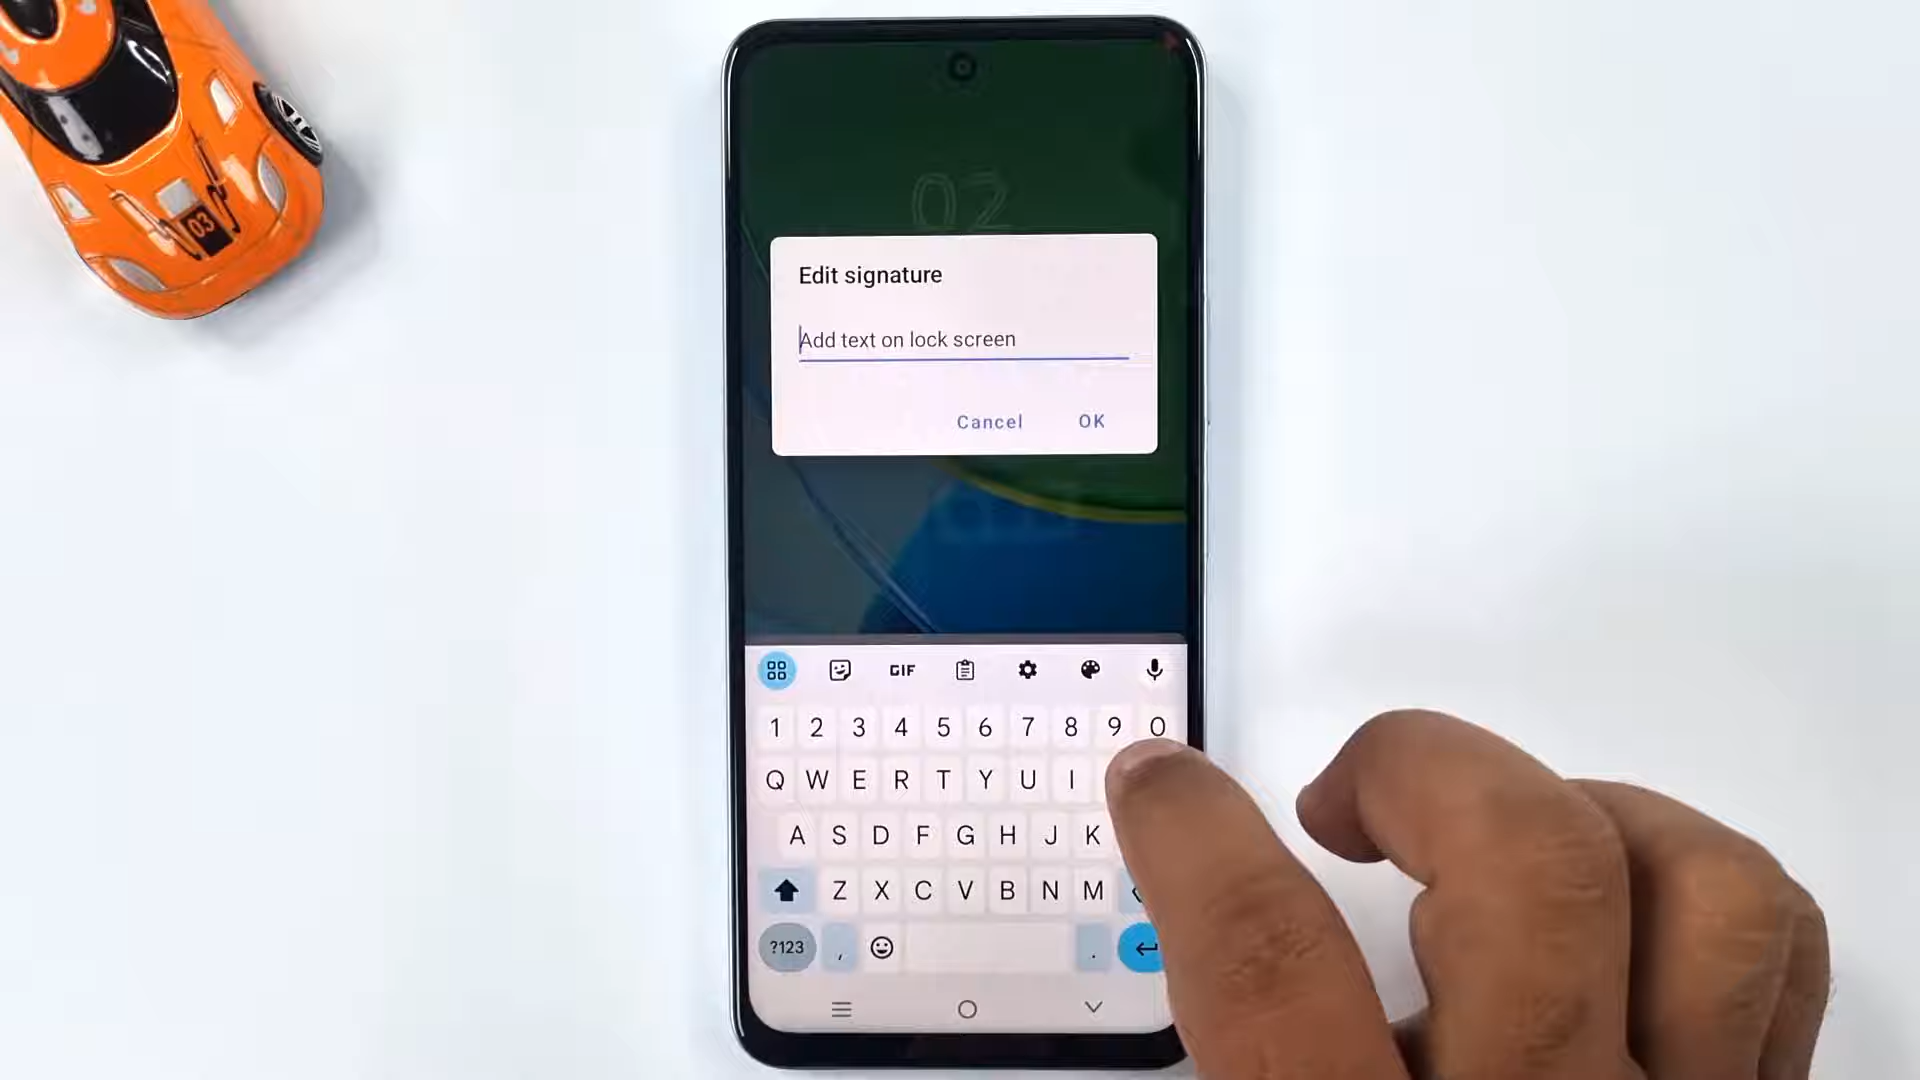 03
02
Edit signature
Add text on lock screen
Cancel OK
GIF
1 2 3 4 5 6 7 8 9 0
Q W E R T Y U I
A S D F G H J K
Z X C V B N M
?123 , .